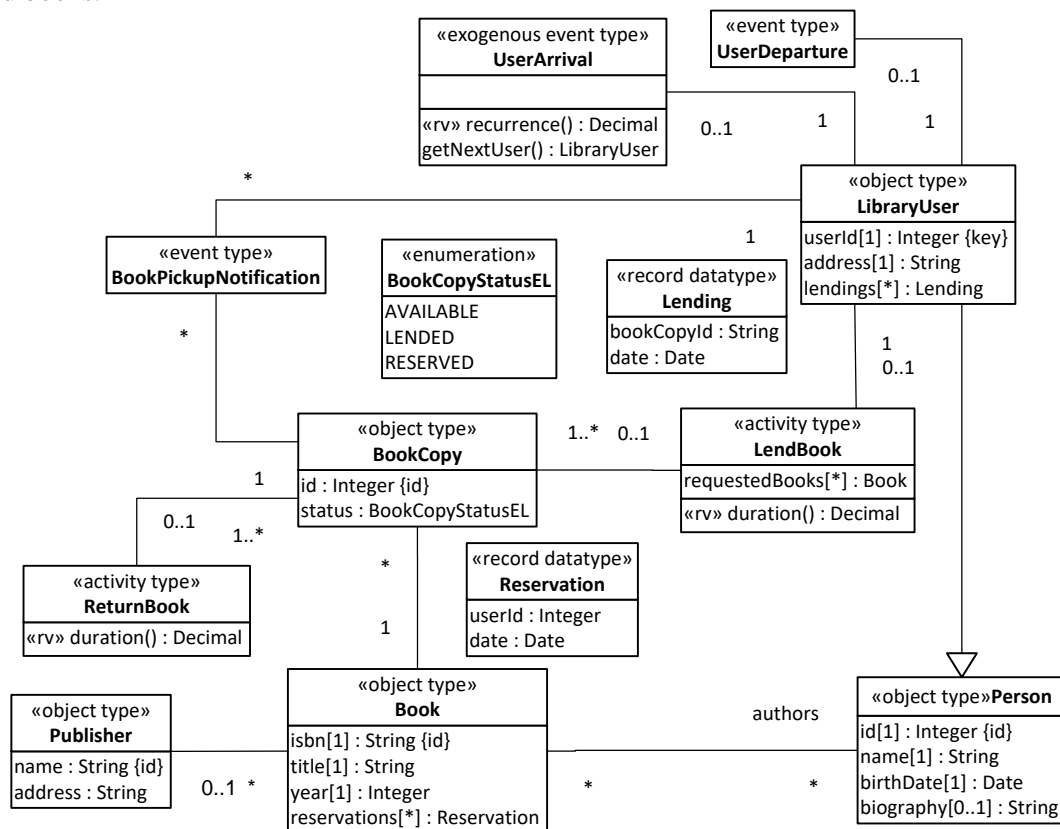 «exogenous event type»
UserArrival
«rv» recurrence() : Decimal
getNextUser() : LibraryUser
«event type»
UserDeparture
0..1
0..1
1
1
*
«event type»
BookPickupNotification
*
«enumeration»
BookCopyStatusEL
AVAILABLE
LENDED
RESERVED
1
«record datatype»
Lending
bookCopyId : String
date : Date
«object type»
LibraryUser
userId[1] : Integer {key}
address[1] : String
lendings[*] : Lending
1
0..1
«object type»
BookCopy
id : Integer {id}
status : BookCopyStatusEL
1..*
0..1
«activity type»
LendBook
requestedBooks[*] : Book
«rv» duration() : Decimal
1
0..1
1..*
«activity type»
ReturnBook
«rv» duration() : Decimal
*
1
«record datatype»
Reservation
userId : Integer
date : Date
«object type»
Publisher
name : String {id}
address : String
0..1
*
«object type»
Book
isbn[1] : String {id}
title[1] : String
year[1] : Integer
reservations[*] : Reservation
authors
*
*
«object type»Person
id[1] : Integer {id}
name[1] : String
birthDate[1] : Date
biography[0..1] : String